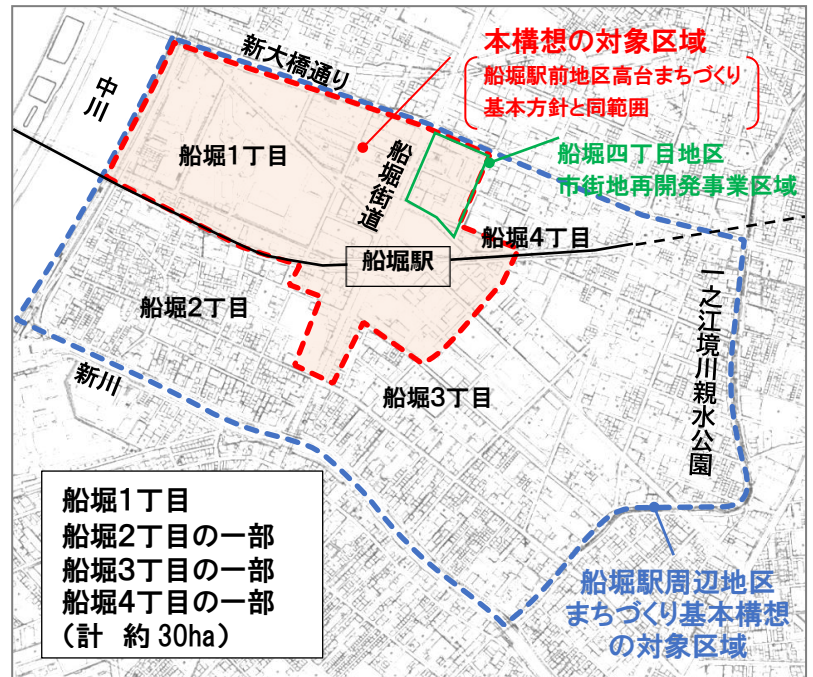 本構想の対象区域
船堀駅前地区高台まちづくり
基本方針と同範囲
新大橋通り
中川
船堀1丁目
船堀街道
船堀四丁目地区
市街地再開発事業区域
船堀4丁目
船堀駅
船堀2丁目
一之江境川親水公園
新川
船堀3丁目
船堀1丁目
船堀2丁目の一部
船堀3丁目の一部
船堀4丁目の一部
(計 約30ha)
船堀駅周辺地区
まちづくり基本構想
の対象区域